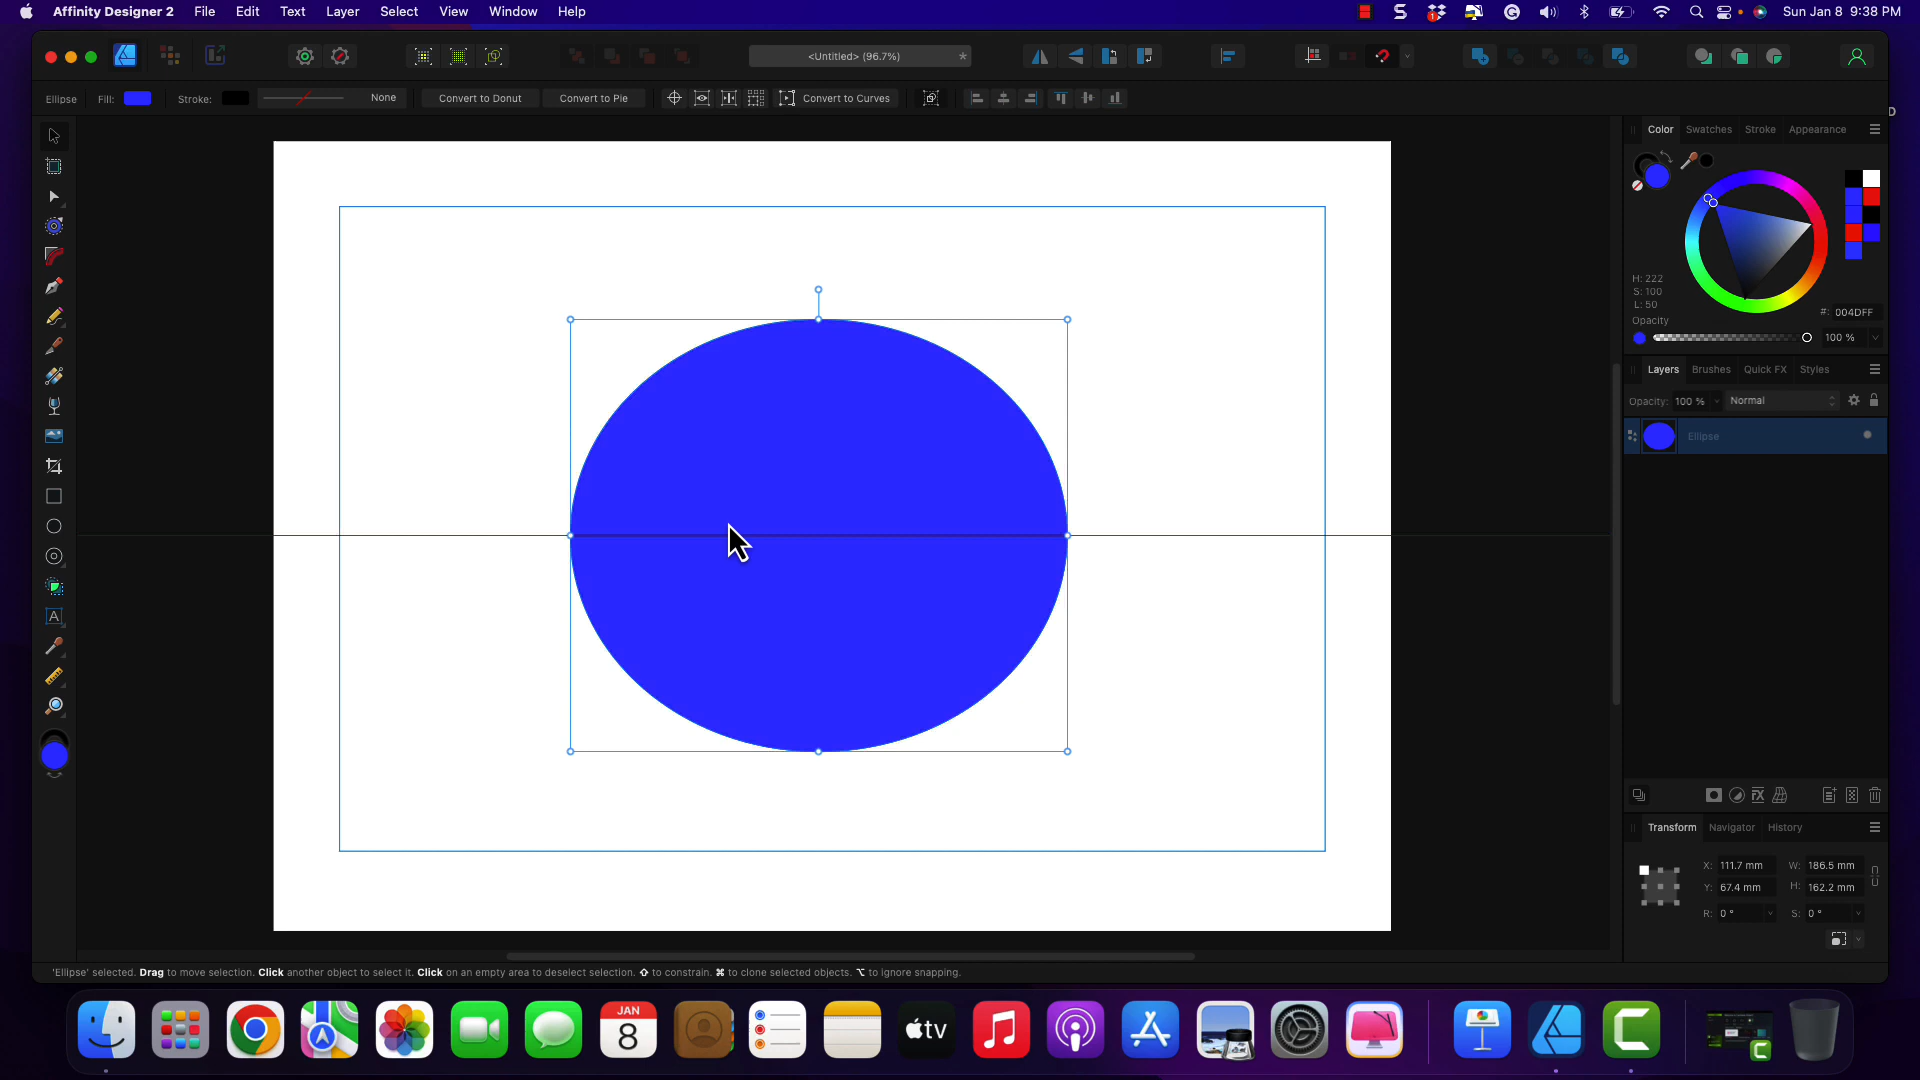 Affinity Designer 2 File Edit Text Layer Select View Window Help
1
Sun Jan 8 9:38 PM
<Untitled> (96.7%) *
Ellipse Fill: Stroke: None Convert to Donut Convert to Pie Convert to Curves
D
Color Swatches Stroke Appearance
H: 222
S: 100
L: 50
#: 004DFF
Opacity
100 %
Layers Brushes Quick FX Styles
Opacity: 100 % Normal
Ellipse
A
FX
Transform Navigator History
X: 111.7 mm W: 186.5 mm
Y: 67.4 mm H: 162.2 mm
R: 0 ° S: 0 °
'Ellipse' selected. Drag to move selection. Click another object to select it. Click on an empty area to deselect selection. ⇧ to constrain. ⌘ to clone selected objects. ⌥ to ignore snapping.
JAN
8
tv